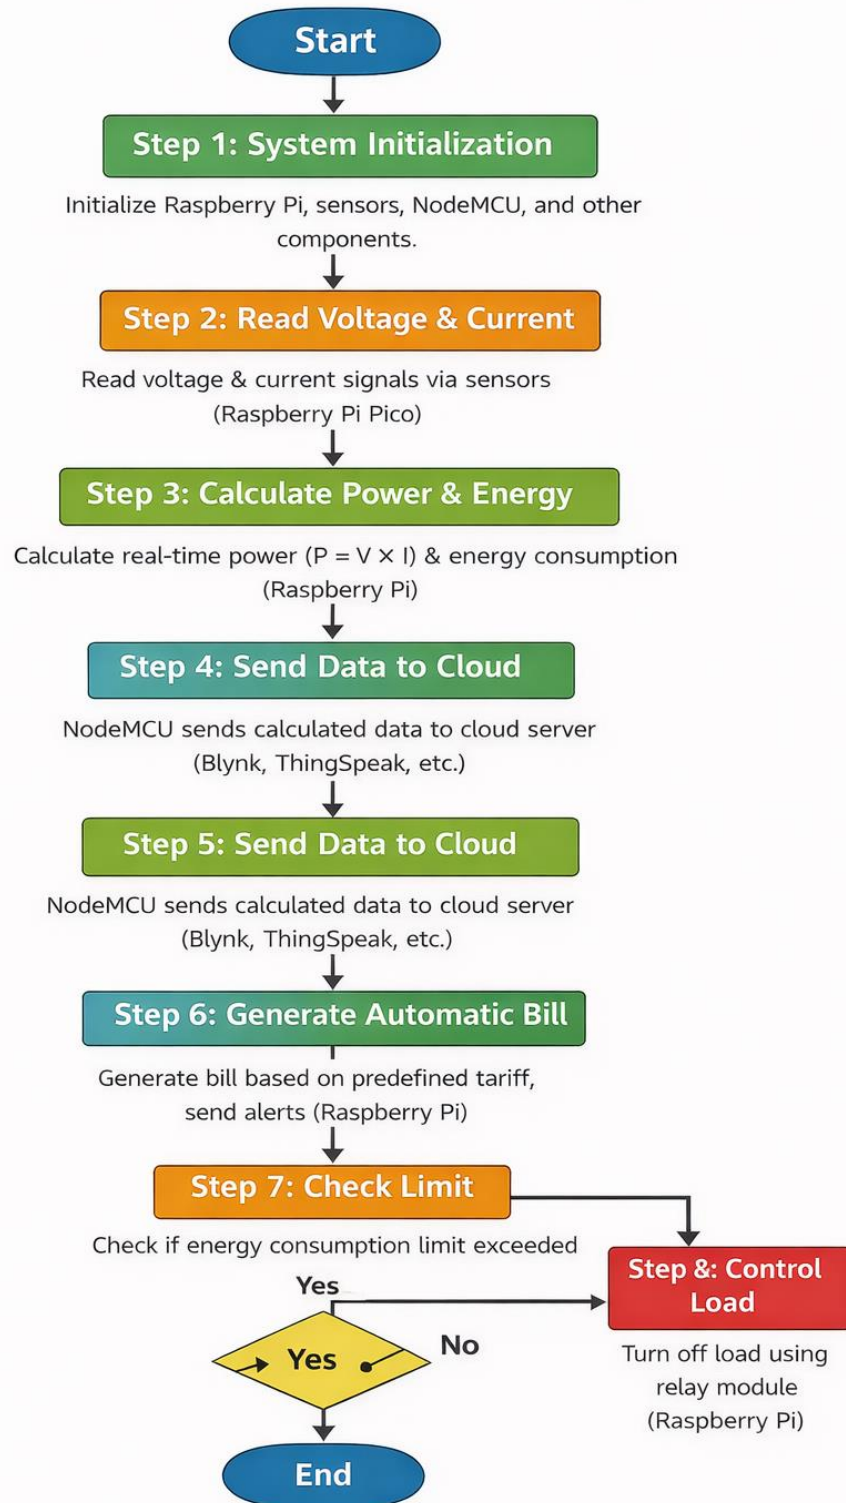 Start
Step 1: System Initialization
Initialize Raspberry Pi, sensors, NodeMCU, and other
components.
Step 2: Read Voltage & Current
Read voltage & current signals via sensors
(Raspberry Pi Pico)
Step 3: Calculate Power & Energy
Calculate real-time power (P = V × I) & energy consumption
(Raspberry Pi)
Step 4: Send Data to Cloud
NodeMCU sends calculated data to cloud server
(Blynk, ThingSpeak, etc.)
Step 5: Send Data to Cloud
NodeMCU sends calculated data to cloud server
(Blynk, ThingSpeak, etc.)
Step 6: Generate Automatic Bill
Generate bill based on predefined tariff,
send alerts (Raspberry Pi)
Step 7: Check Limit
Check if energy consumption limit exceeded
Step &: Control
Load
Turn off load using
relay module
(Raspberry Pi)
Yes
Yes
No
End